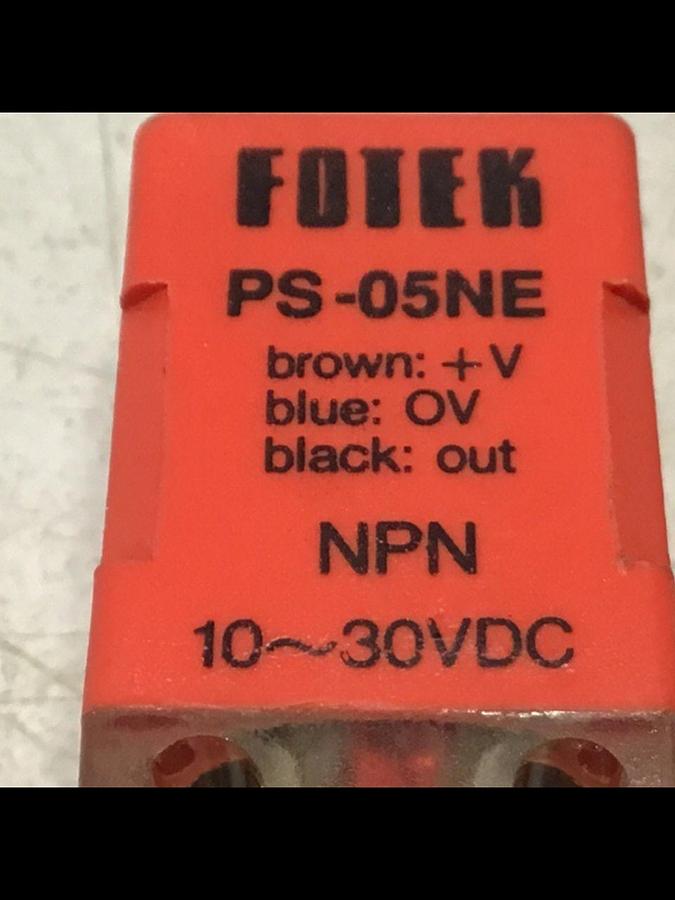 FOTEK
PS-05NE
brown: +V
blue: OV
black: out
NPN
10~30VDC